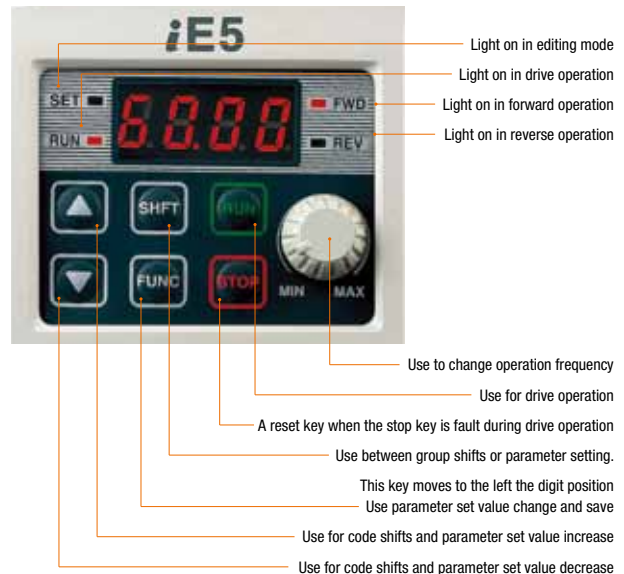 iE5
Light on in editing mode
Light on in drive operation
SET
60.00
FWD
Light on in forward operation
RUN
REV
Light on in reverse operation
SHFT
RUN
FUNC
STOP
MIN
MAX
Use to change operation frequency
Use for drive operation
A reset key when the stop key is fault during drive operation
Use between group shifts or parameter setting.
This key moves to the left the digit position
Use parameter set value change and save
Use for code shifts and parameter set value increase
Use for code shifts and parameter set value decrease